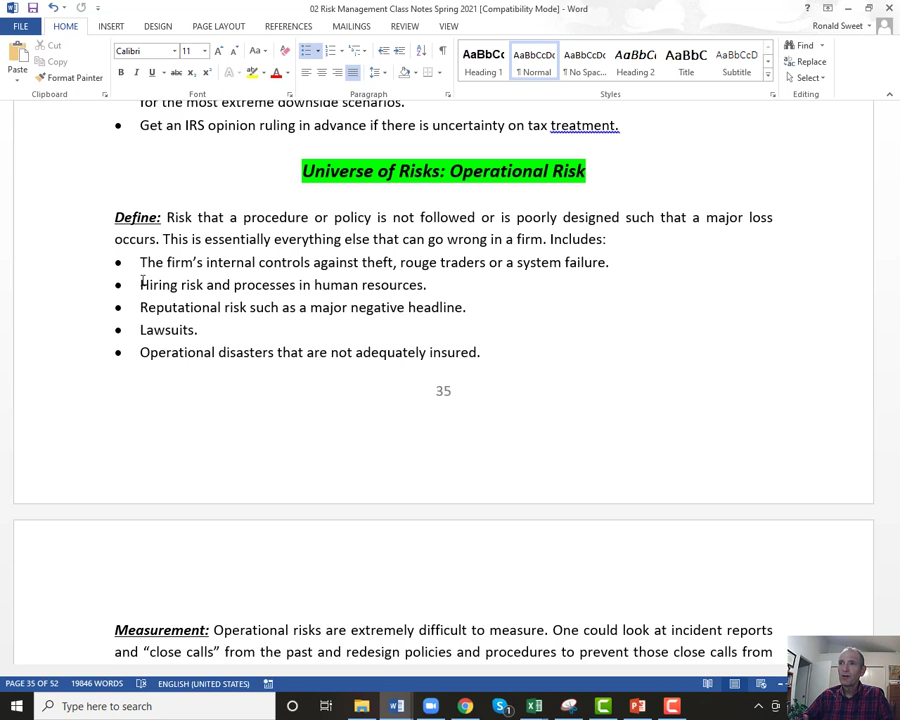 02 Risk Management Class Notes Spring 2021 [Compatibility Mode] - Word
FILE HOME INSERT DESIGN PAGE LAYOUT REFERENCES MAILINGS REVIEW VIEW Ronald Sweet
Paste
Cut
Copy
Format Painter
Calibri 11
AaBbCc AaBbCcDc AaBbCcDc AaBbCc AaBbC AaBbCcD
Heading 1 ¶ Normal ¶ No Spac... Heading 2 Title Subtitle
Find
Replace
Select
Clipboard Font Paragraph Styles Editing
for the most extreme downside scenarios.
• Get an IRS opinion ruling in advance if there is uncertainty on tax treatment.
Universe of Risks: Operational Risk
Define: Risk that a procedure or policy is not followed or is poorly designed such that a major loss
occurs. This is essentially everything else that can go wrong in a firm. Includes:
• The firm's internal controls against theft, rouge traders or a system failure.
• Hiring risk and processes in human resources.
• Reputational risk such as a major negative headline.
• Lawsuits.
• Operational disasters that are not adequately insured.
35
Measurement: Operational risks are extremely difficult to measure. One could look at incident reports
and "close calls" from the past and redesign policies and procedures to prevent those close calls from
PAGE 35 OF 52 19846 WORDS ENGLISH (UNITED STATES)
Type here to search